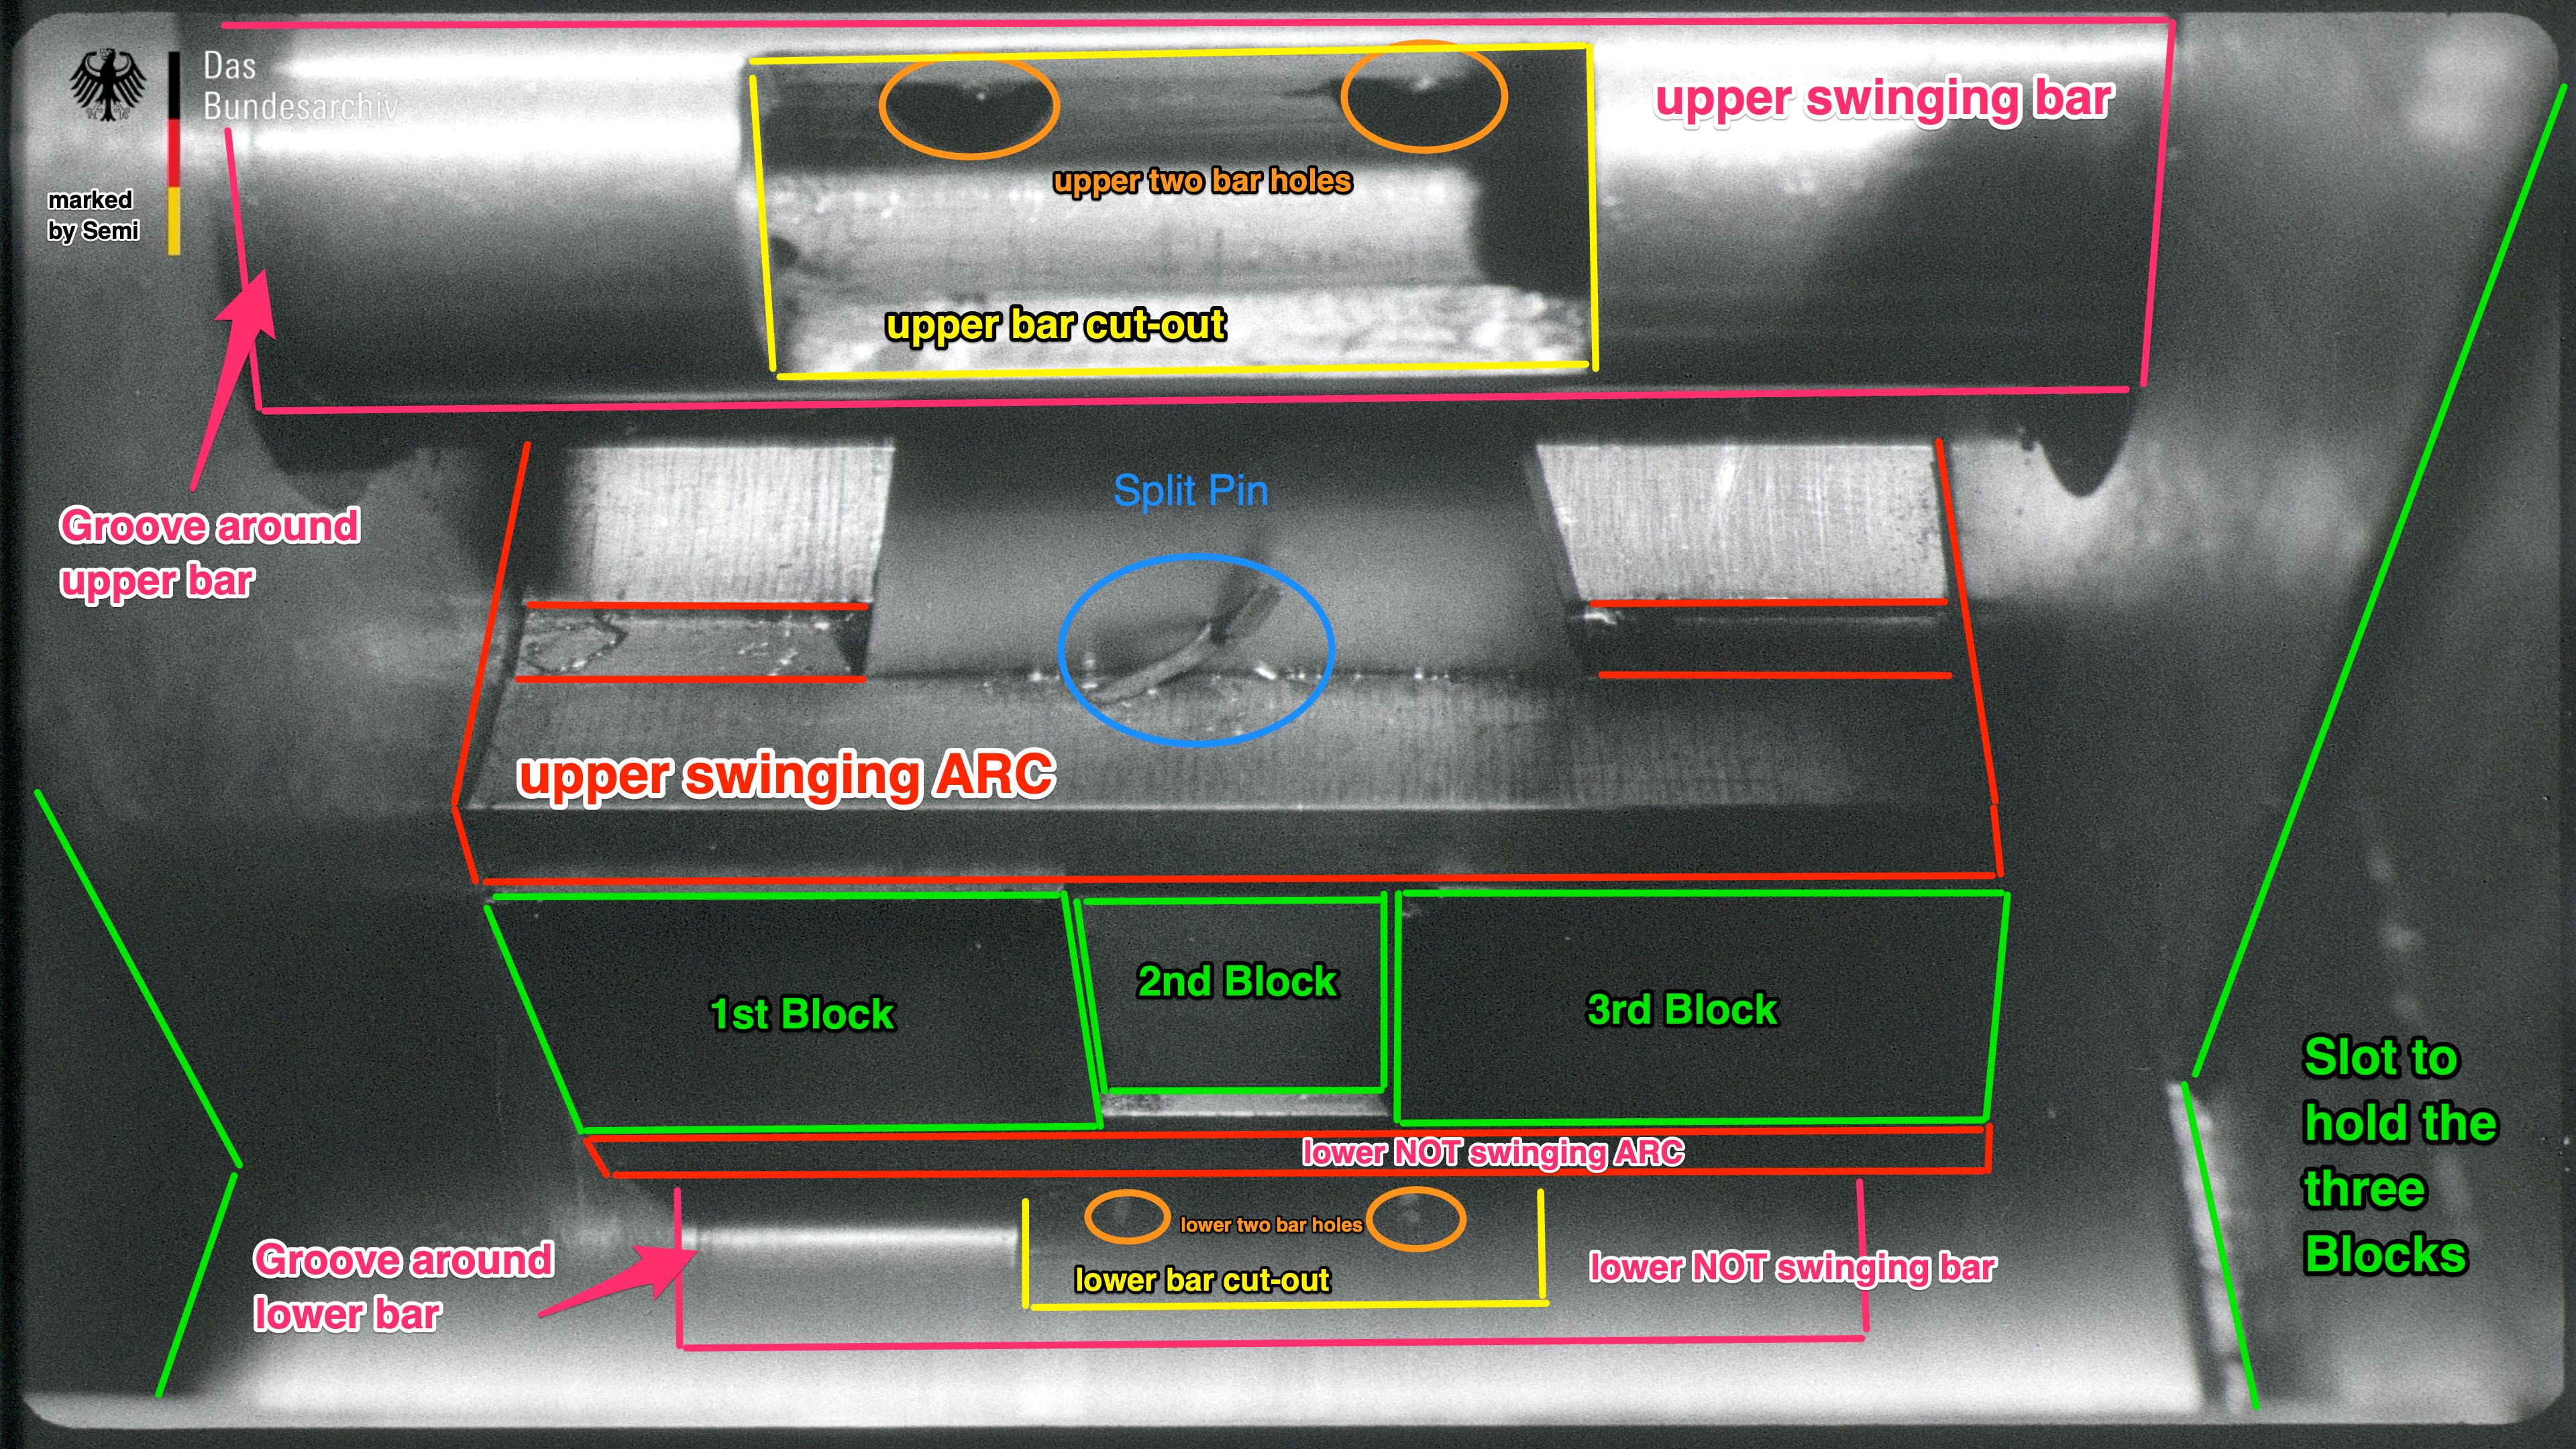 Das
Bundesarchiv
marked
by Semi
upper swinging bar
upper two bar holes
upper bar cut-out
Groove around
upper bar
Split Pin
upper swinging ARC
1st Block
2nd Block
3rd Block
Slot to
hold the
three
Blocks
lower NOT swinging ARC
lower two bar holes
lower bar cut-out
lower NOT swinging bar
Groove around
lower bar